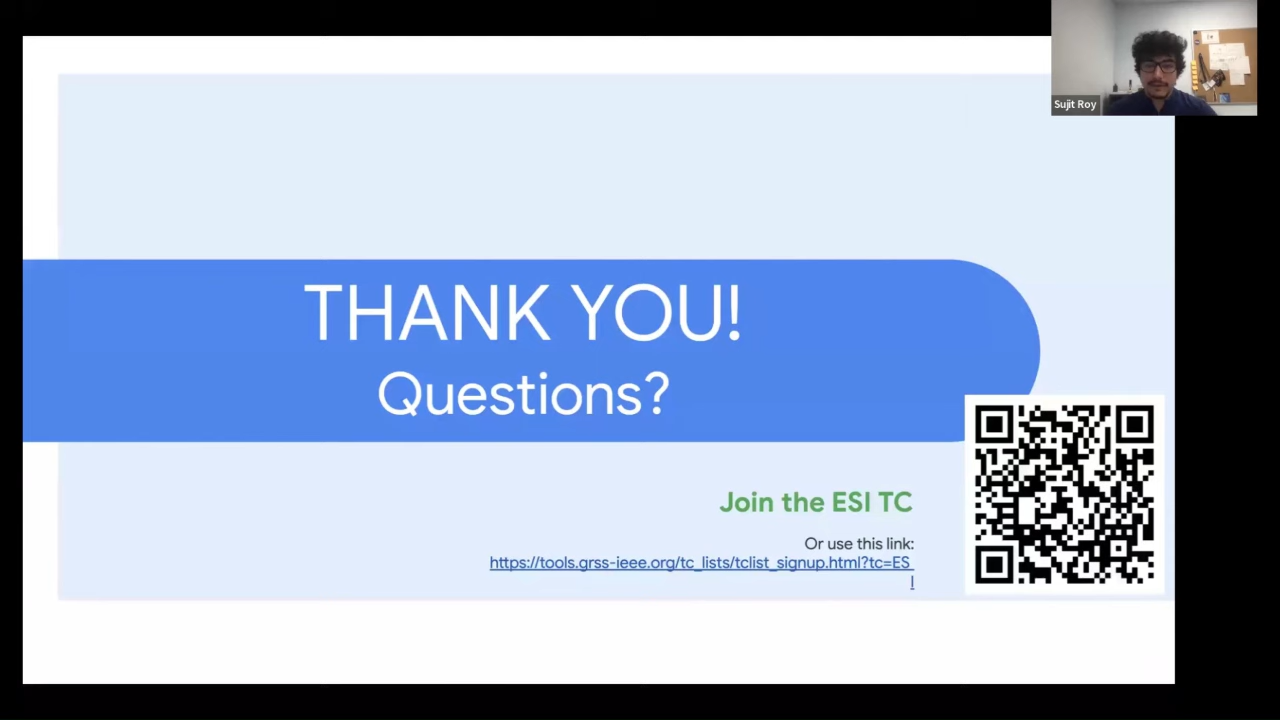 Sujit Roy
THANK YOU!
Questions?
Join the ESI TC
Or use this link:
https://tools.grss-ieee.org/tc_lists/tclist_signup.html?tc=ES
I